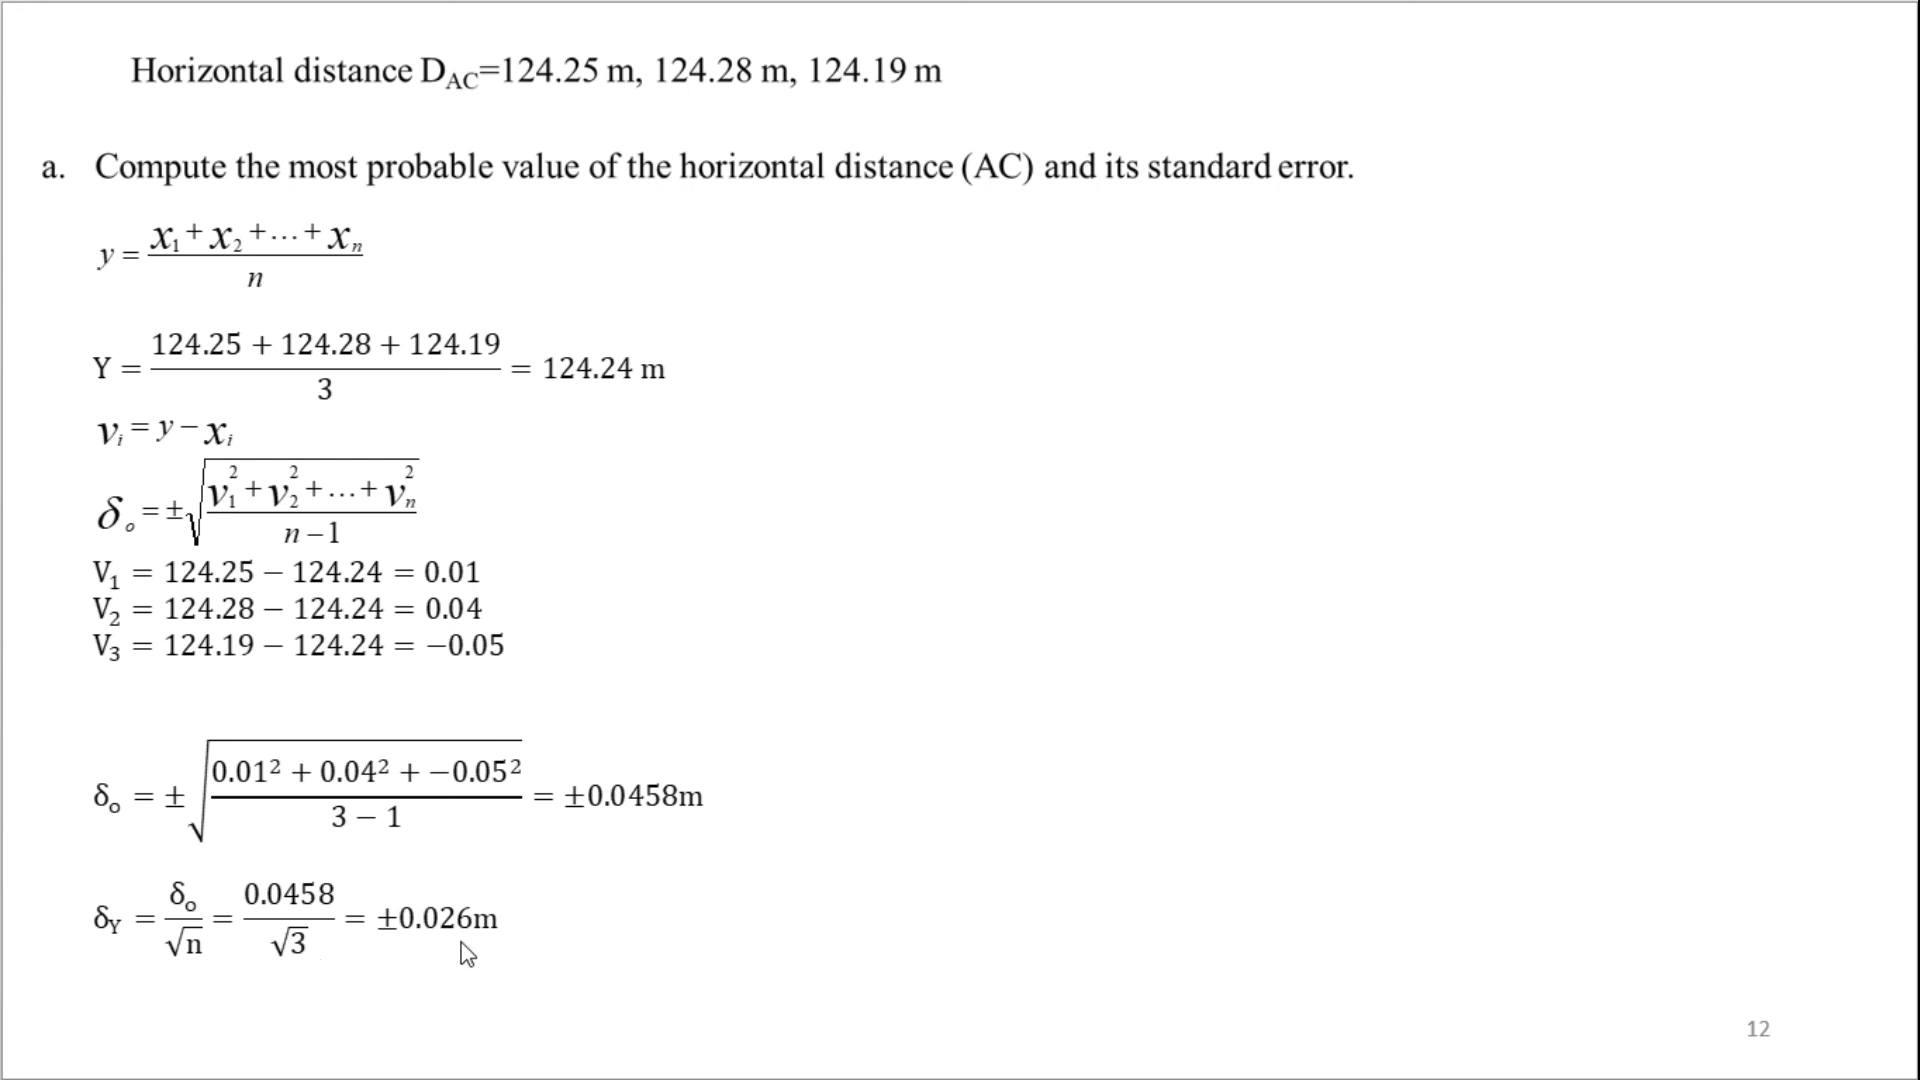 Horizontal distance D_AC=124.25 m, 124.28 m, 124.19 m
a. Compute the most probable value of the horizontal distance (AC) and its standard error.
y = (x₁ + x₂ + ... + xₙ) / n
Y = (124.25 + 124.28 + 124.19) / 3 = 124.24 m
vᵢ = y − xᵢ
δₒ = ±√((v₁² + v₂² + ... + vₙ²) / (n − 1))
V₁ = 124.25 − 124.24 = 0.01
V₂ = 124.28 − 124.24 = 0.04
V₃ = 124.19 − 124.24 = −0.05
δₒ = ±√((0.01² + 0.04² + −0.05²) / (3 − 1)) = ±0.0458m
δ_Y = δₒ / √n = 0.0458 / √3 = ±0.026m
12